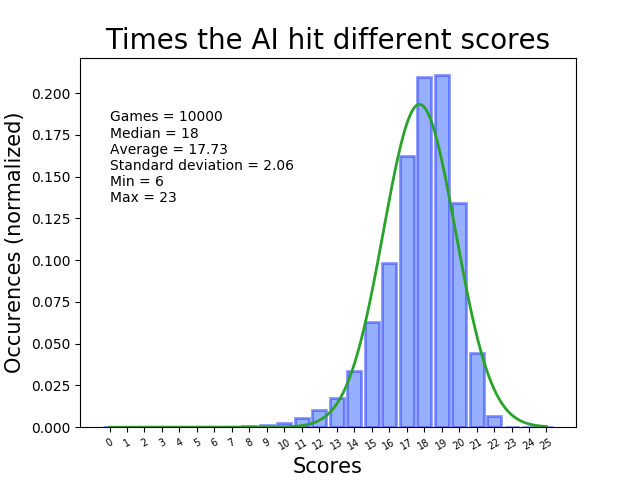 Times the AI hit different scores
Games = 10000
Median = 18
Average = 17.73
Standard deviation = 2.06
Min = 6
Max = 23
Occurences (normalized)
0.200
0.175
0.150
0.125
0.100
0.075
0.050
0.025
0.000
0 1 2 3 4 5 6 7 8 9 10 11 12 13 14 15 16 17 18 19 20 21 22 23 24 25
Scores